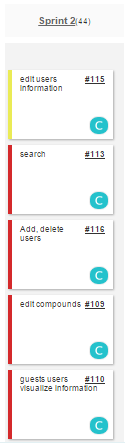 Sprint 2(44)
edit users #115
information
C
search #113
C
Add, delete #116
users
C
edit compounds #109
C
guests users #110
visualize information
C